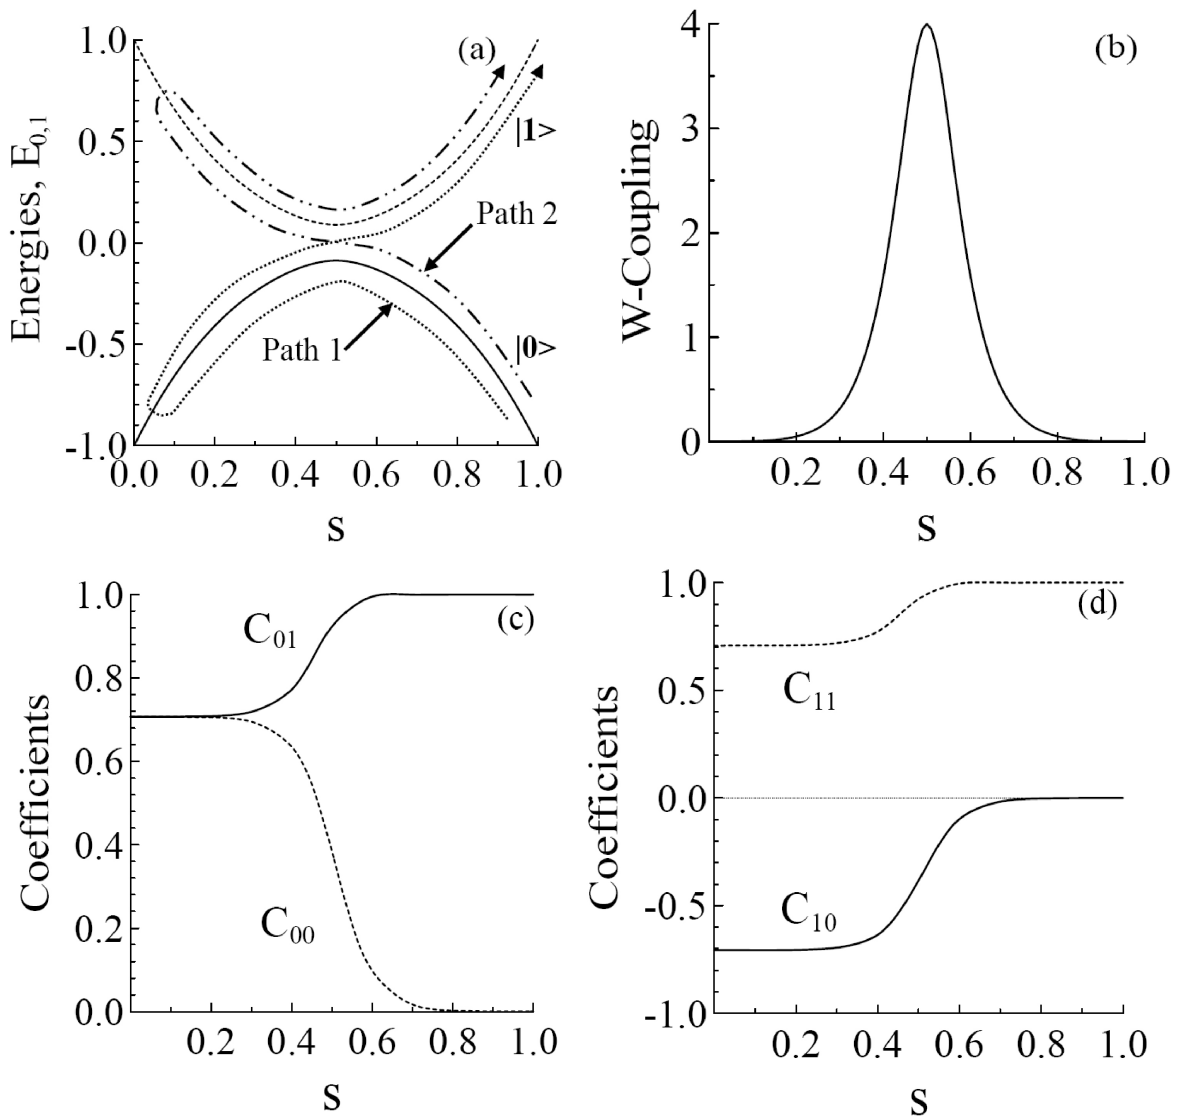 (a)
Energies, E0,1
1.0
0.5
0.0
-0.5
-1.0
|1>
Path 2
Path 1
|0>
0.0 0.2 0.4 0.6 0.8 1.0
s
(b)
W-Coupling
4
3
2
1
0
0.2 0.4 0.6 0.8 1.0
s
(c)
Coefficients
1.0
0.8
0.6
0.4
0.2
0.0
C01
C00
0.2 0.4 0.6 0.8 1.0
s
(d)
Coefficients
1.0
0.5
0.0
-0.5
-1.0
C11
C10
0.2 0.4 0.6 0.8 1.0
s